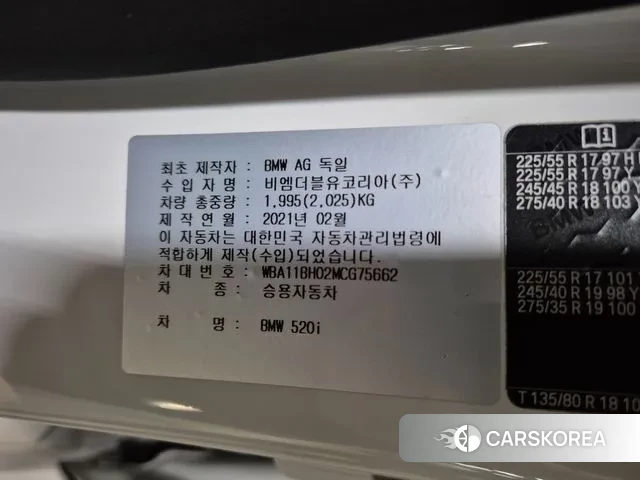 최초 제작자 : BMW AG 독일
수 입 자 명 : 비엠더블유코리아(주)
차량 총중량 : 1,995(2,025)KG
제 작 연 월 : 2021년 02월
이 자동차는 대한민국 자동차관리법령에
적합하게 제작(수입)되었습니다
차 대 번 호 : WBA11BH02MCG75662
차 종 : 승용자동차
차 명 : BMW 520i
225/55 R 17 97 H
225/55 R 17 97 Y
245/45 R 18 100 Y
275/40 R 18 103 Y
BMW
225/55 R 17 101
245/40 R 19 98 Y
275/35 R 19 100
T 135/80 R 18 10
CARSKOREA